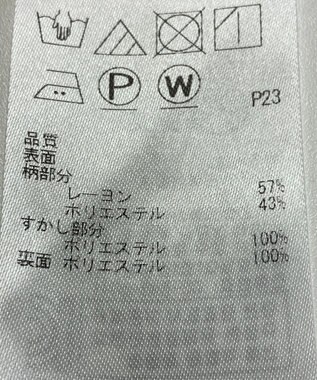 P W
P23
品質
表面
柄部分
レーヨン 57%
ポリエステル 43%
すかし部分
ポリエステル 100%
裏面 ポリエステル 100%